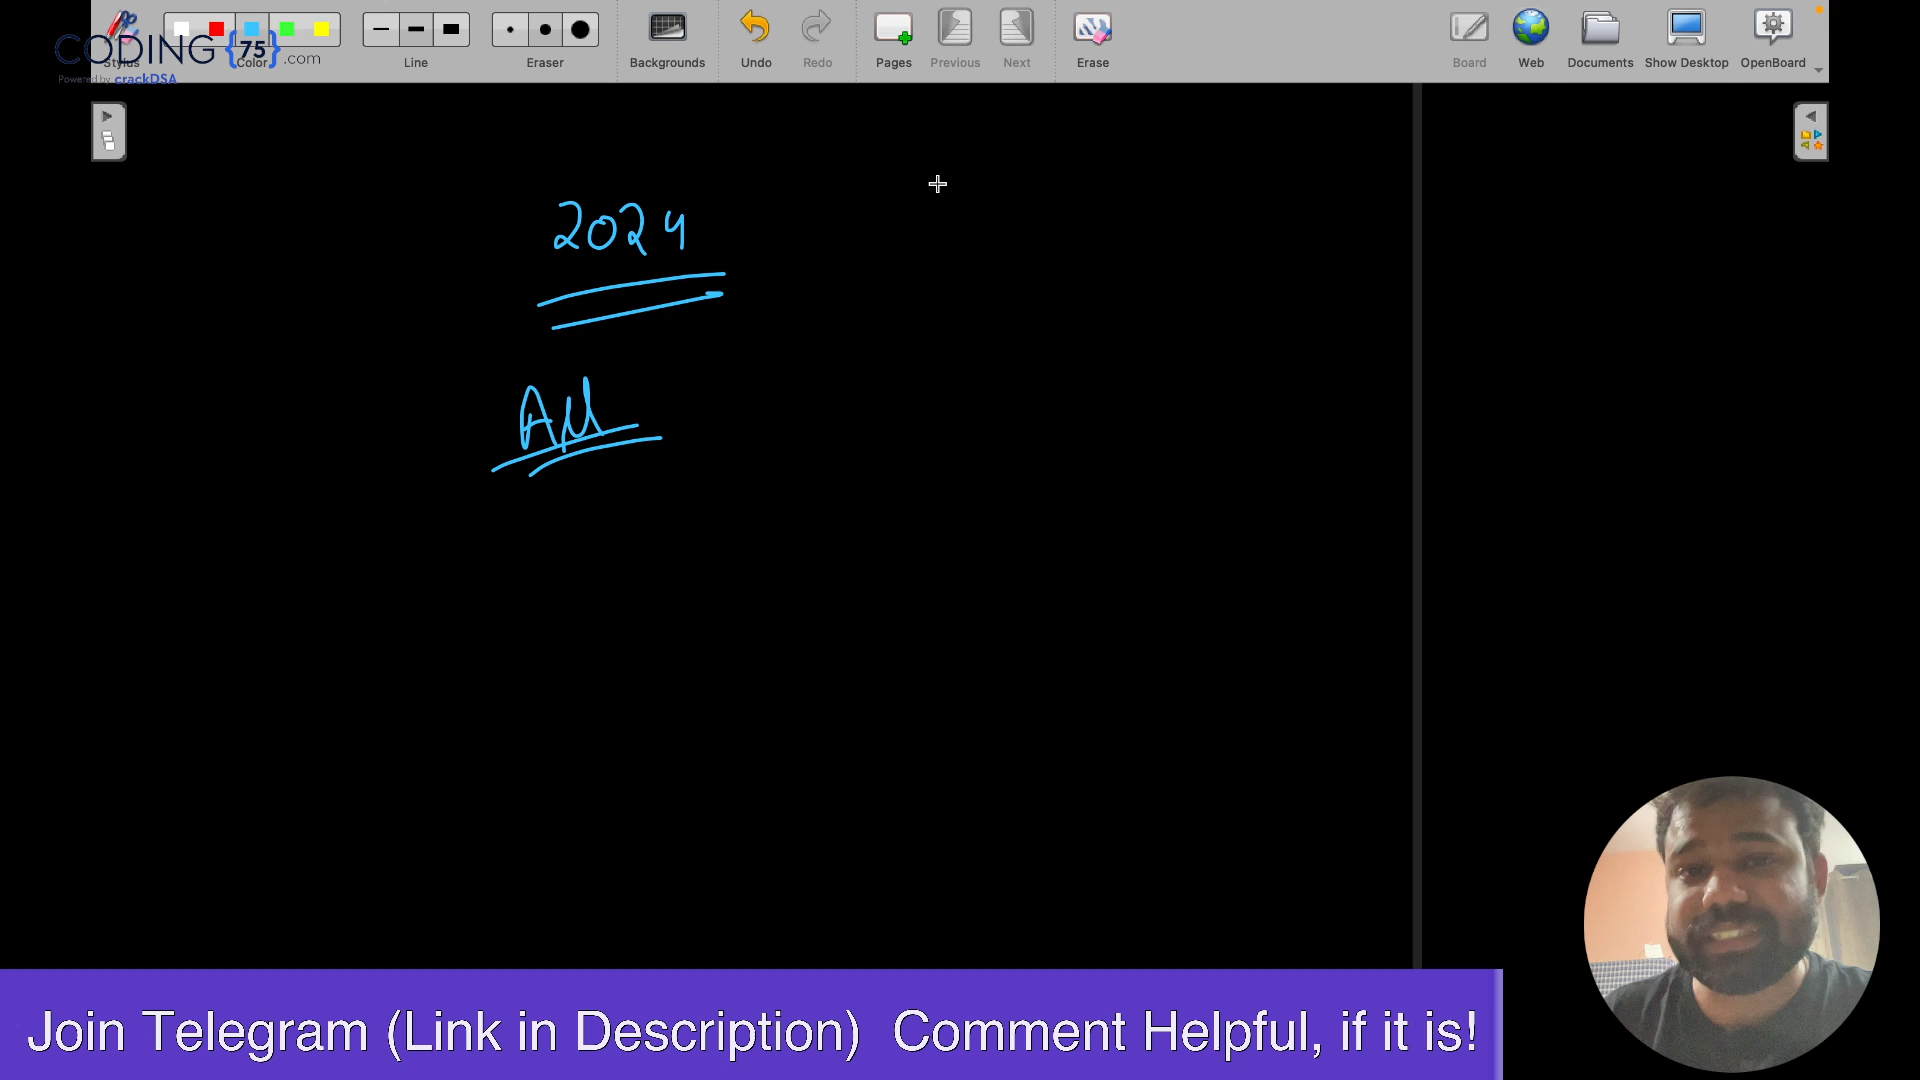 CODING {75} .com
Powered by crackDSA
Stylus Color Line Eraser Backgrounds Undo Redo Pages Previous Next Erase Board Web Documents Show Desktop OpenBoard
2024
Join Telegram (Link in Description) Comment Helpful, if it is!